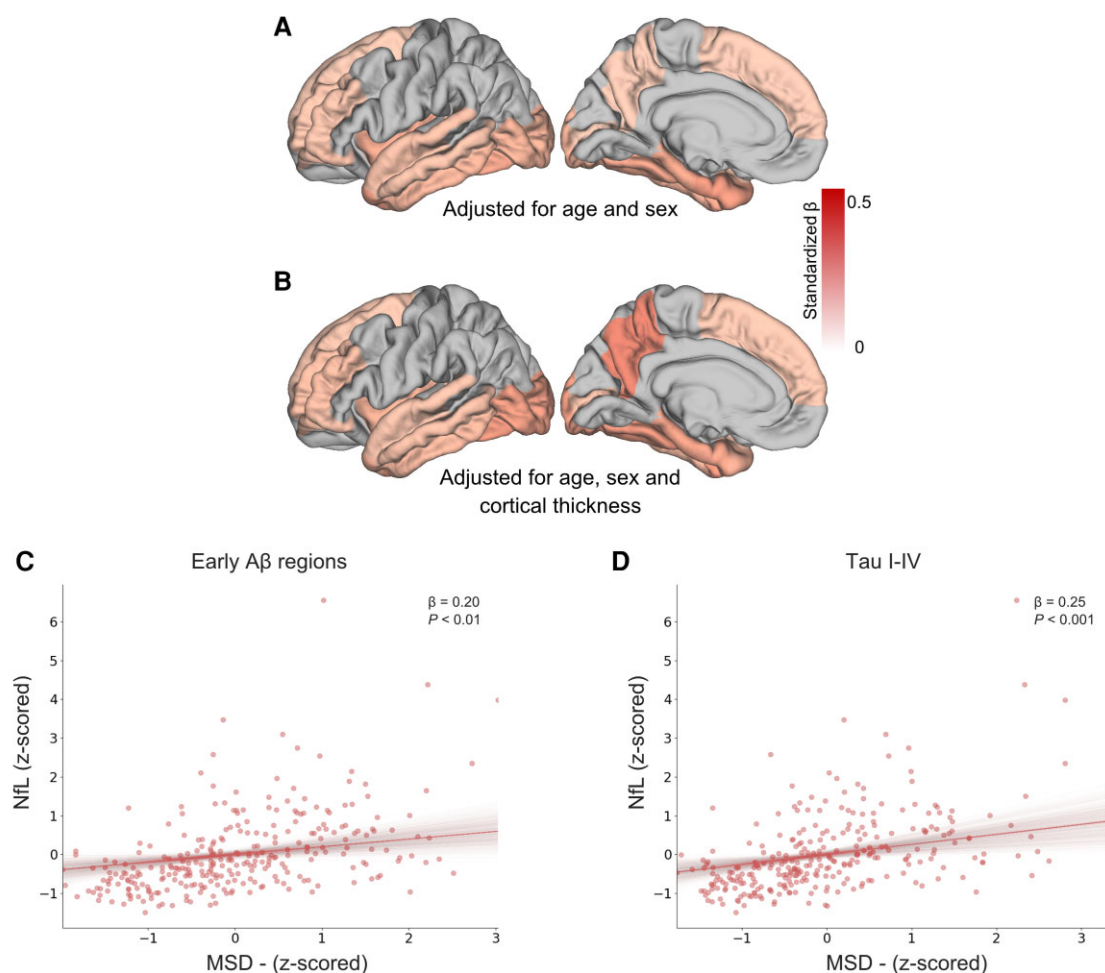 A
Adjusted for age and sex
0.5
Standardized β
0
B
Adjusted for age, sex and
cortical thickness
C
Early Aβ regions
β = 0.20
P < 0.01
6
5
4
3
2
1
0
−1
NfL (z-scored)
−1
0
1
2
3
MSD - (z-scored)
D
Tau I-IV
β = 0.25
P < 0.001
6
5
4
3
2
1
0
−1
NfL (z-scored)
−1
0
1
2
3
MSD - (z-scored)